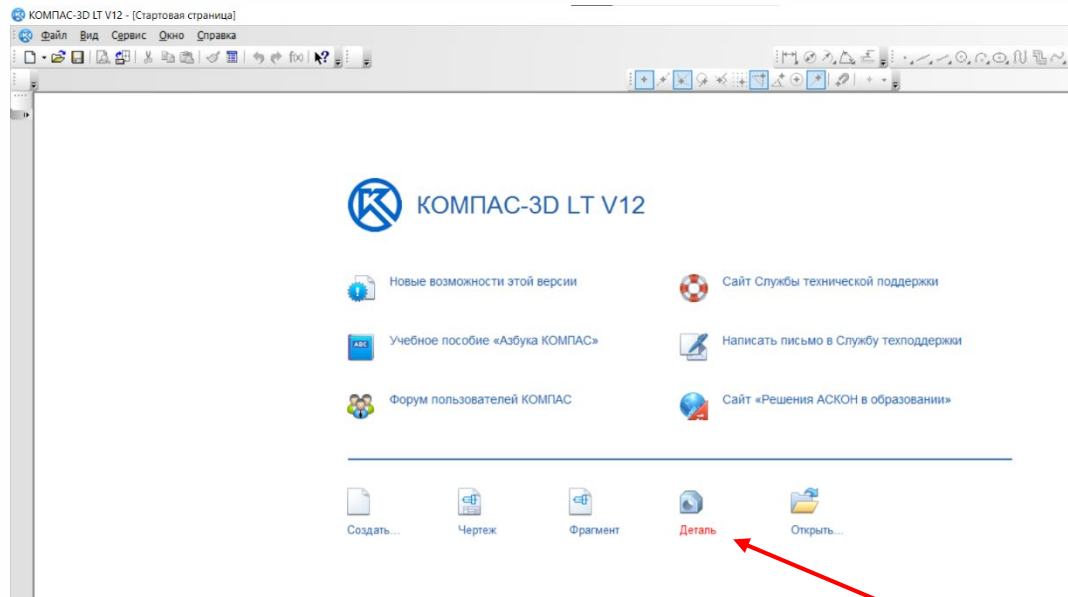 КОМПАС-3D LT V12 - [Стартовая страница]
Файл Вид Сервис Окно Справка
f(x)
КОМПАС-3D LT V12
Новые возможности этой версии
Сайт Службы технической поддержки
ABC
Учебное пособие «Азбука КОМПАС»
Написать письмо в Службу техподдержки
Форум пользователей КОМПАС
Сайт «Решения АСКОН в образовании»
Создать...
Чертеж
Фрагмент
Деталь
Открыть...